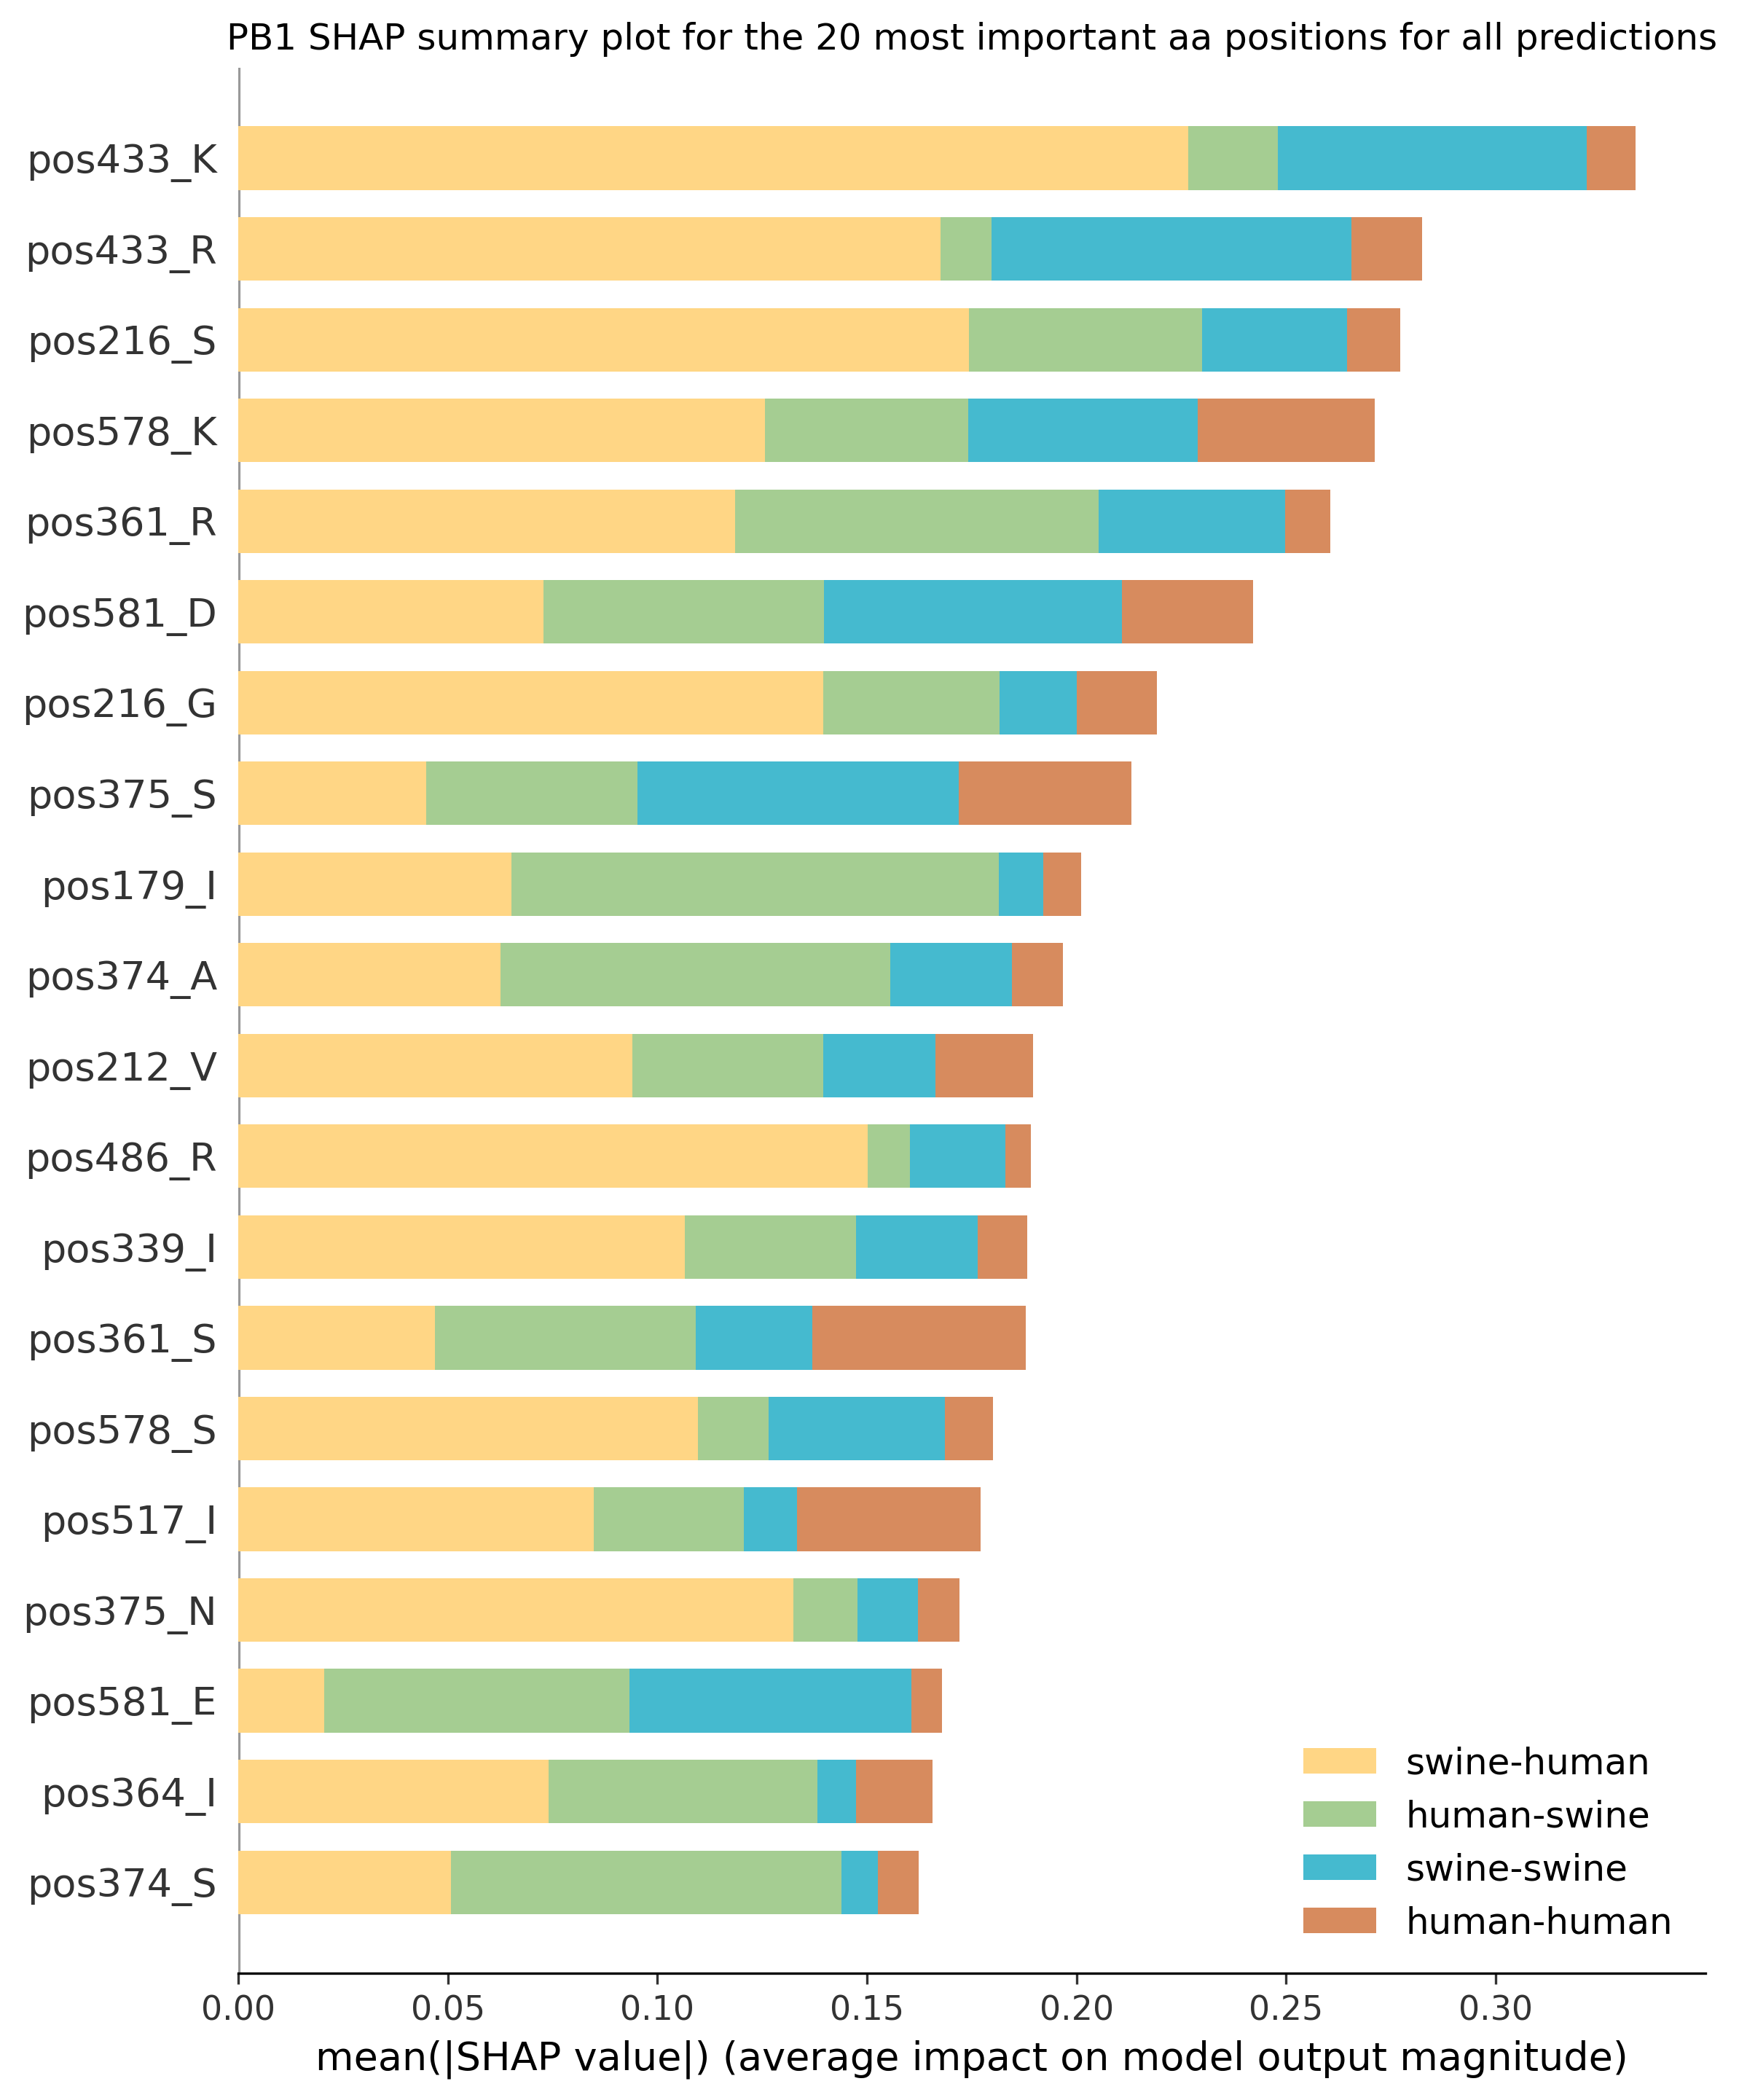 PB1 SHAP summary plot for the 20 most important aa positions for all predictions
pos433_K
pos433_R
pos216_S
pos578_K
pos361_R
pos581_D
pos216_G
pos375_S
pos179_I
pos374_A
pos212_V
pos486_R
pos339_I
pos361_S
pos578_S
pos517_I
pos375_N
pos581_E
pos364_I
pos374_S
swine-human
human-swine
swine-swine
human-human
0.00 0.05 0.10 0.15 0.20 0.25 0.30
mean(|SHAP value|) (average impact on model output magnitude)